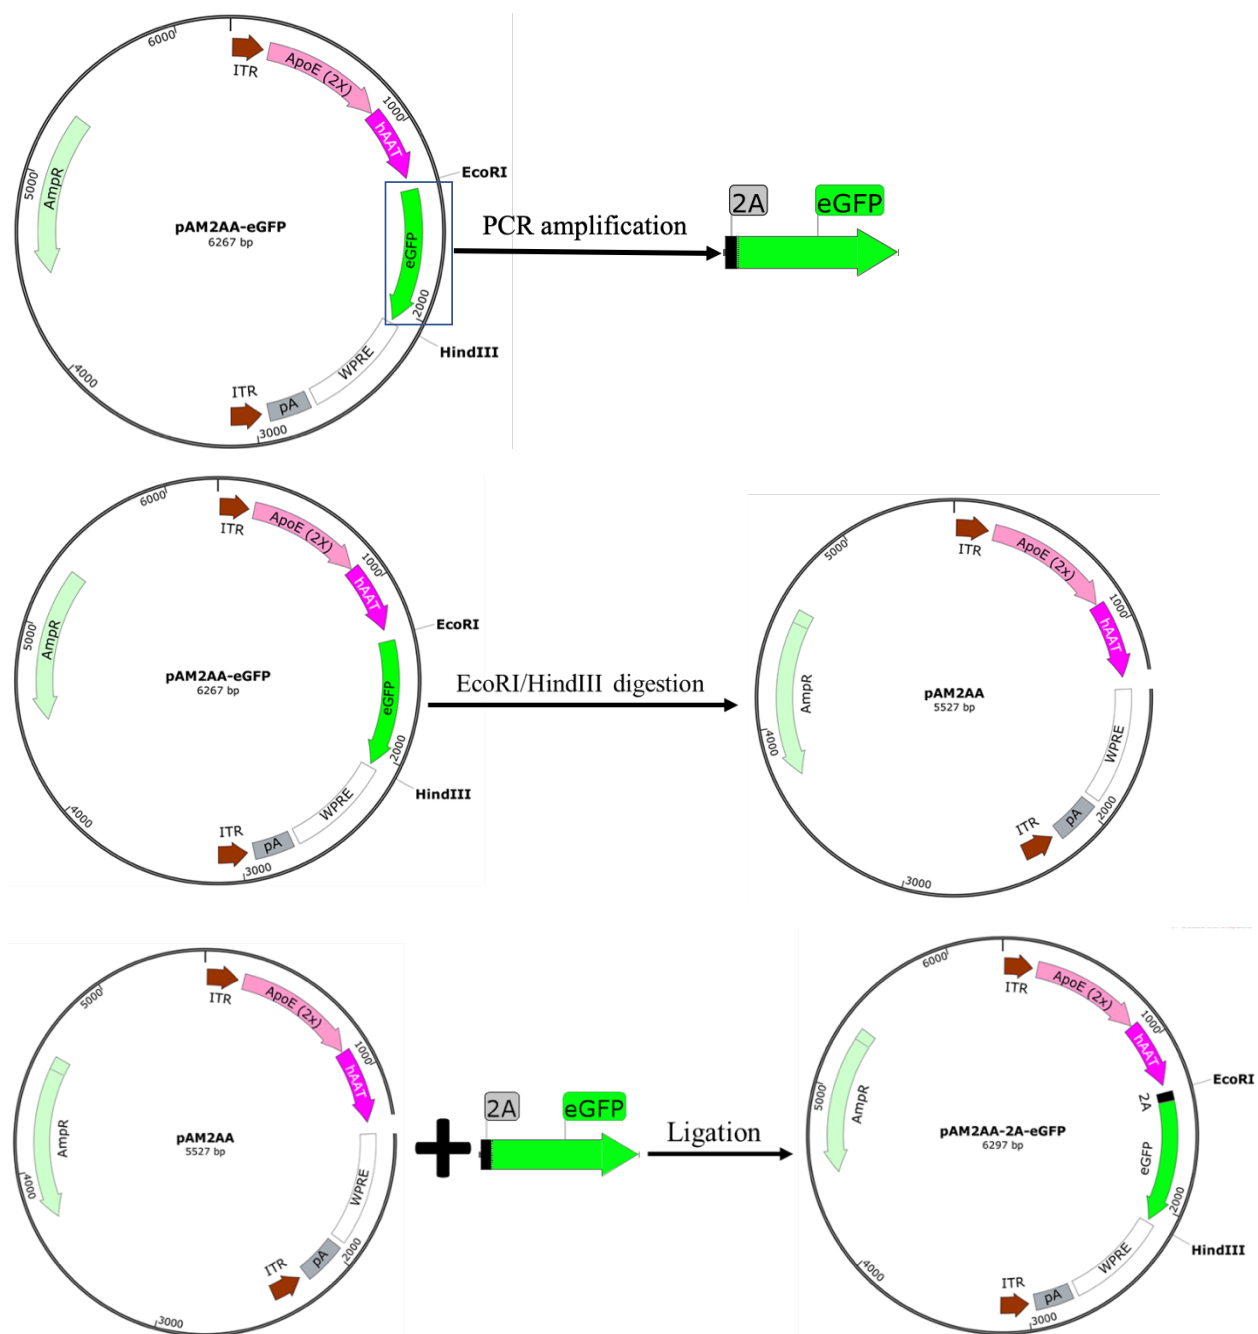 6000
ITR
ApoE (2X)
1000
hAAT
EcoRI
AmpR
5000
pAM2AA-eGFP
6267 bp
eGFP
2000
HindIII
WPRE
4000
ITR
pA
3000
PCR amplification
2A
eGFP
6000
ITR
ApoE (2X)
1000
hAAT
EcoRI
AmpR
5000
pAM2AA-eGFP
6267 bp
eGFP
2000
HindIII
WPRE
4000
ITR
pA
3000
EcoRI/HindIII digestion
5000
ITR
ApoE (2x)
1000
hAAT
AmpR
pAM2AA
5527 bp
4000
WPRE
2000
pA
ITR
3000
5000
ITR
ApoE (2x)
1000
hAAT
AmpR
pAM2AA
5527 bp
4000
WPRE
2000
pA
ITR
3000
2A
eGFP
Ligation
6000
ITR
ApoE (2x)
1000
hAAT
EcoRI
5000
AmpR
2A
pAM2AA-2A-eGFP
6297 bp
eGFP
2000
HindIII
WPRE
4000
ITR
pA
3000